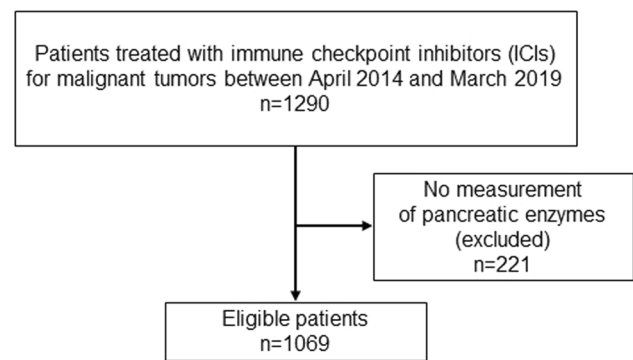 Patients treated with immune checkpoint inhibitors (ICIs)
for malignant tumors between April 2014 and March 2019
n=1290
No measurement
of pancreatic enzymes
(excluded)
n=221
Eligible patients
n=1069